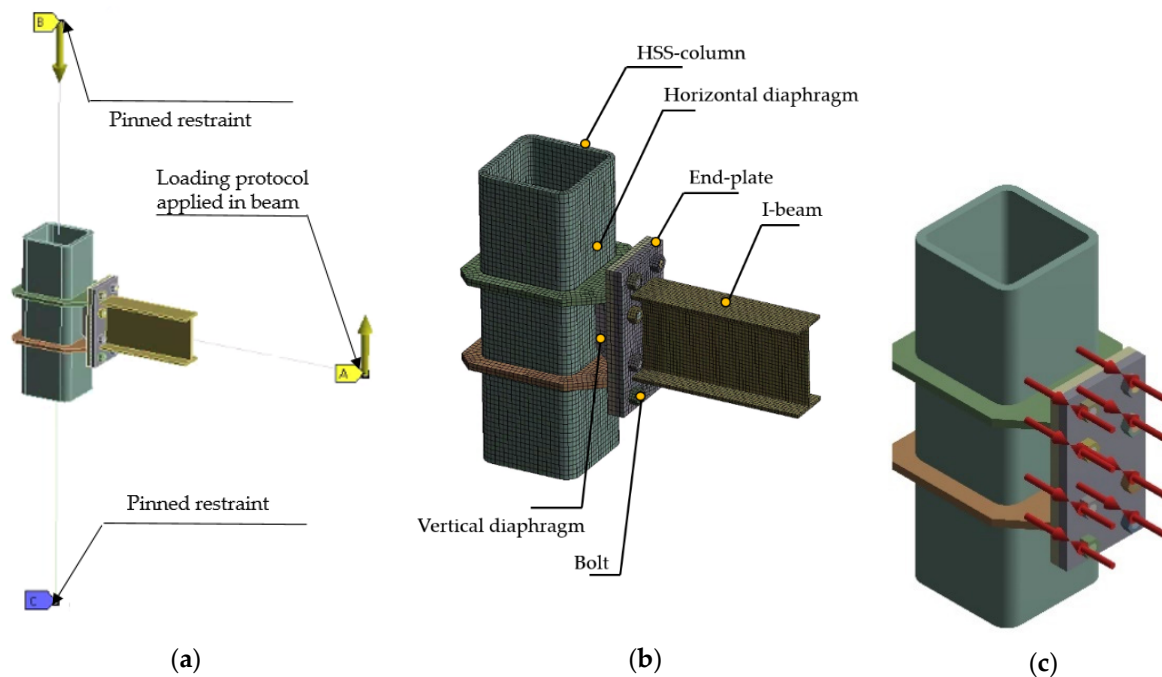 B
Pinned restraint
Loading protocol
applied in beam
A
Pinned restraint
C
(a)
HSS-column
Horizontal diaphragm
End-plate
I-beam
Vertical diaphragm
Bolt
(b)
(c)